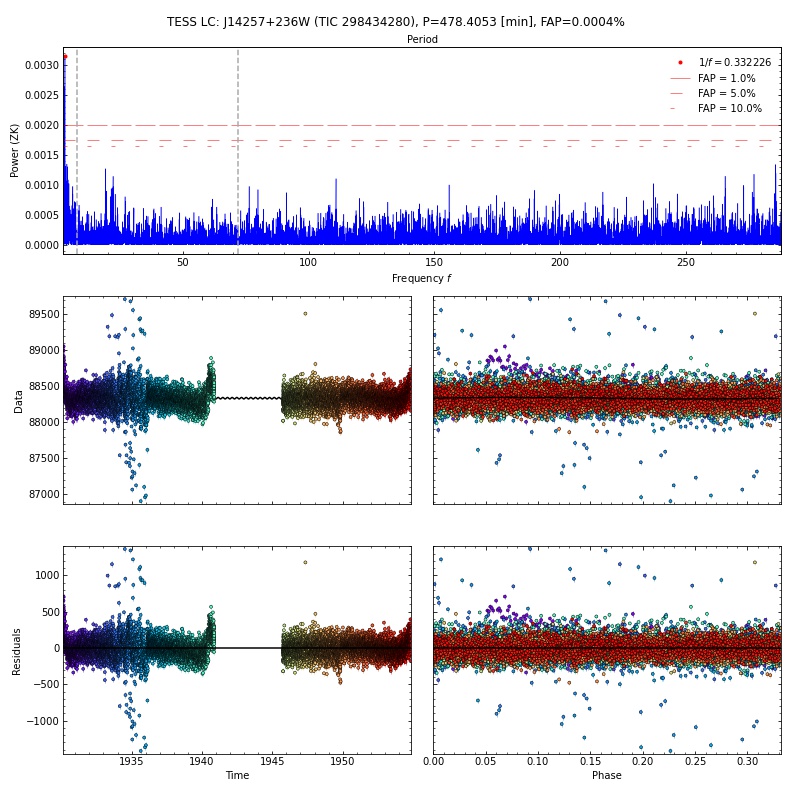 TESS LC: J14257+236W (TIC 298434280), P=478.4053 [min], FAP=0.0004%
Period
0.0030
0.0025
0.0020
0.0015
0.0010
0.0005
0.0000
Power (ZK)
1/f = 0.332226
FAP = 1.0%
FAP = 5.0%
FAP = 10.0%
50
100
150
200
250
Frequency f
89500
89000
88500
88000
87500
87000
Data
1000
500
0
−500
−1000
Residuals
1935
1940
1945
1950
Time
0.00
0.05
0.10
0.15
0.20
0.25
0.30
Phase